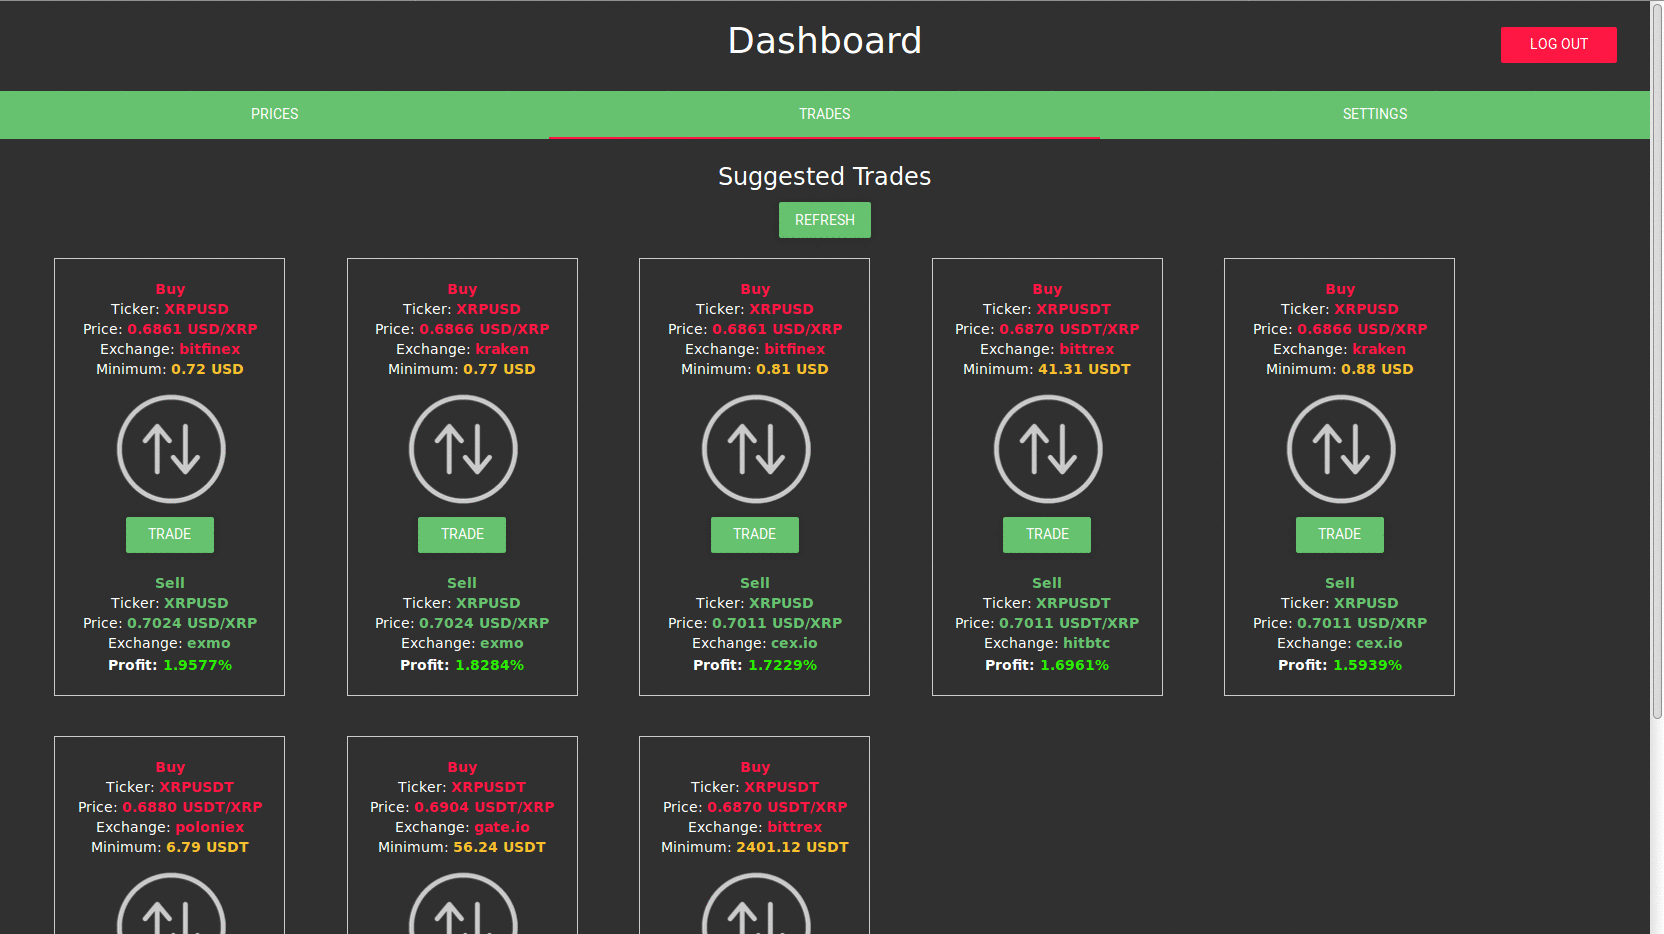 Dashboard
LOG OUT
PRICES
TRADES
SETTINGS
Suggested Trades
REFRESH
Buy
Ticker: XRPUSD
Price: 0.6861 USD/XRP
Exchange: bitfinex
Minimum: 0.72 USD
TRADE
Sell
Ticker: XRPUSD
Price: 0.7024 USD/XRP
Exchange: exmo
Profit: 1.9577%
Buy
Ticker: XRPUSD
Price: 0.6866 USD/XRP
Exchange: kraken
Minimum: 0.77 USD
TRADE
Sell
Ticker: XRPUSD
Price: 0.7024 USD/XRP
Exchange: exmo
Profit: 1.8284%
Buy
Ticker: XRPUSD
Price: 0.6861 USD/XRP
Exchange: bitfinex
Minimum: 0.81 USD
TRADE
Sell
Ticker: XRPUSD
Price: 0.7011 USD/XRP
Exchange: cex.io
Profit: 1.7229%
Buy
Ticker: XRPUSDT
Price: 0.6870 USDT/XRP
Exchange: bittrex
Minimum: 41.31 USDT
TRADE
Sell
Ticker: XRPUSDT
Price: 0.7011 USDT/XRP
Exchange: hitbtc
Profit: 1.6961%
Buy
Ticker: XRPUSD
Price: 0.6866 USD/XRP
Exchange: kraken
Minimum: 0.88 USD
TRADE
Sell
Ticker: XRPUSD
Price: 0.7011 USD/XRP
Exchange: cex.io
Profit: 1.5939%
Buy
Ticker: XRPUSDT
Price: 0.6880 USDT/XRP
Exchange: poloniex
Minimum: 6.79 USDT
Buy
Ticker: XRPUSDT
Price: 0.6904 USDT/XRP
Exchange: gate.io
Minimum: 56.24 USDT
Buy
Ticker: XRPUSDT
Price: 0.6870 USDT/XRP
Exchange: bittrex
Minimum: 2401.12 USDT